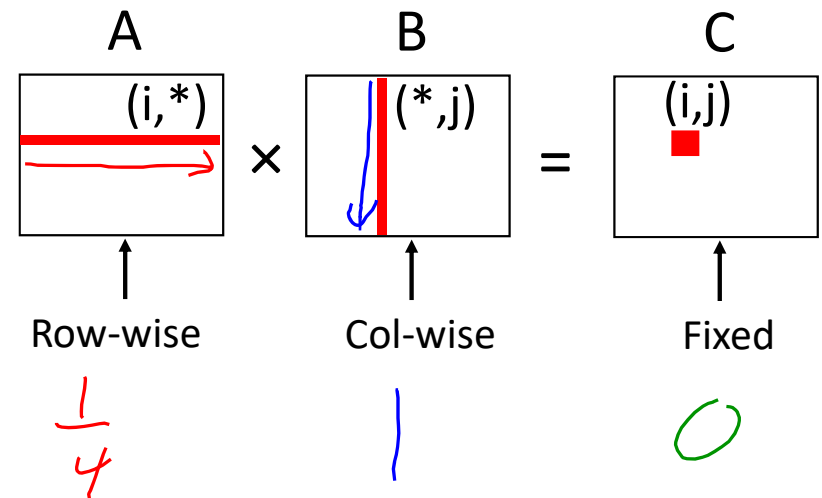 A B C
(i,*) (*,j) (i,j)
× =
Row-wise Col-wise Fixed
1/4 1 0